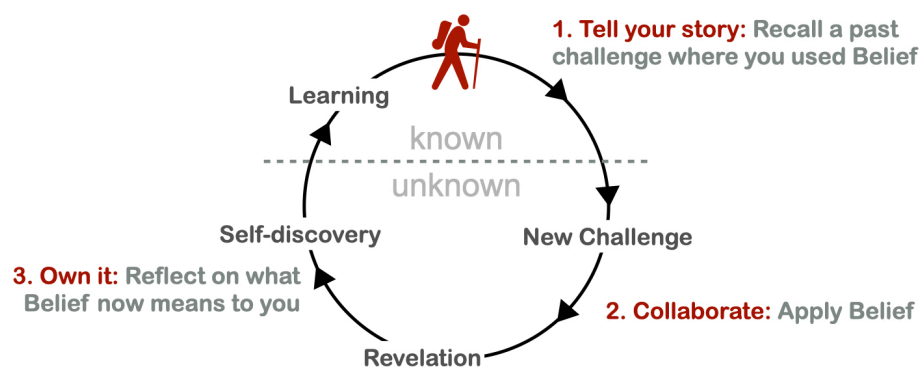 1. Tell your story: Recall a past
challenge where you used Belief
Learning
known
unknown
Self-discovery
New Challenge
3. Own it: Reflect on what
Belief now means to you
2. Collaborate: Apply Belief
Revelation